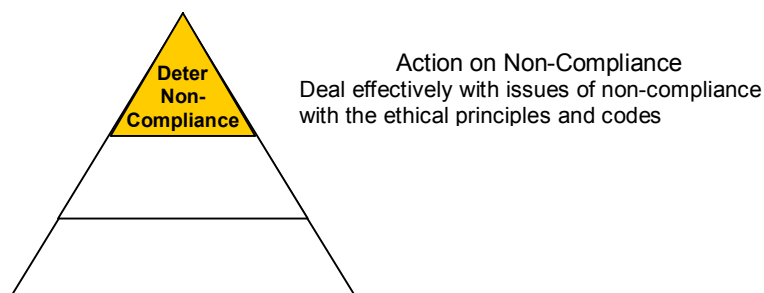 Deter
Non-
Compliance
Action on Non-Compliance
Deal effectively with issues of non-compliance
with the ethical principles and codes